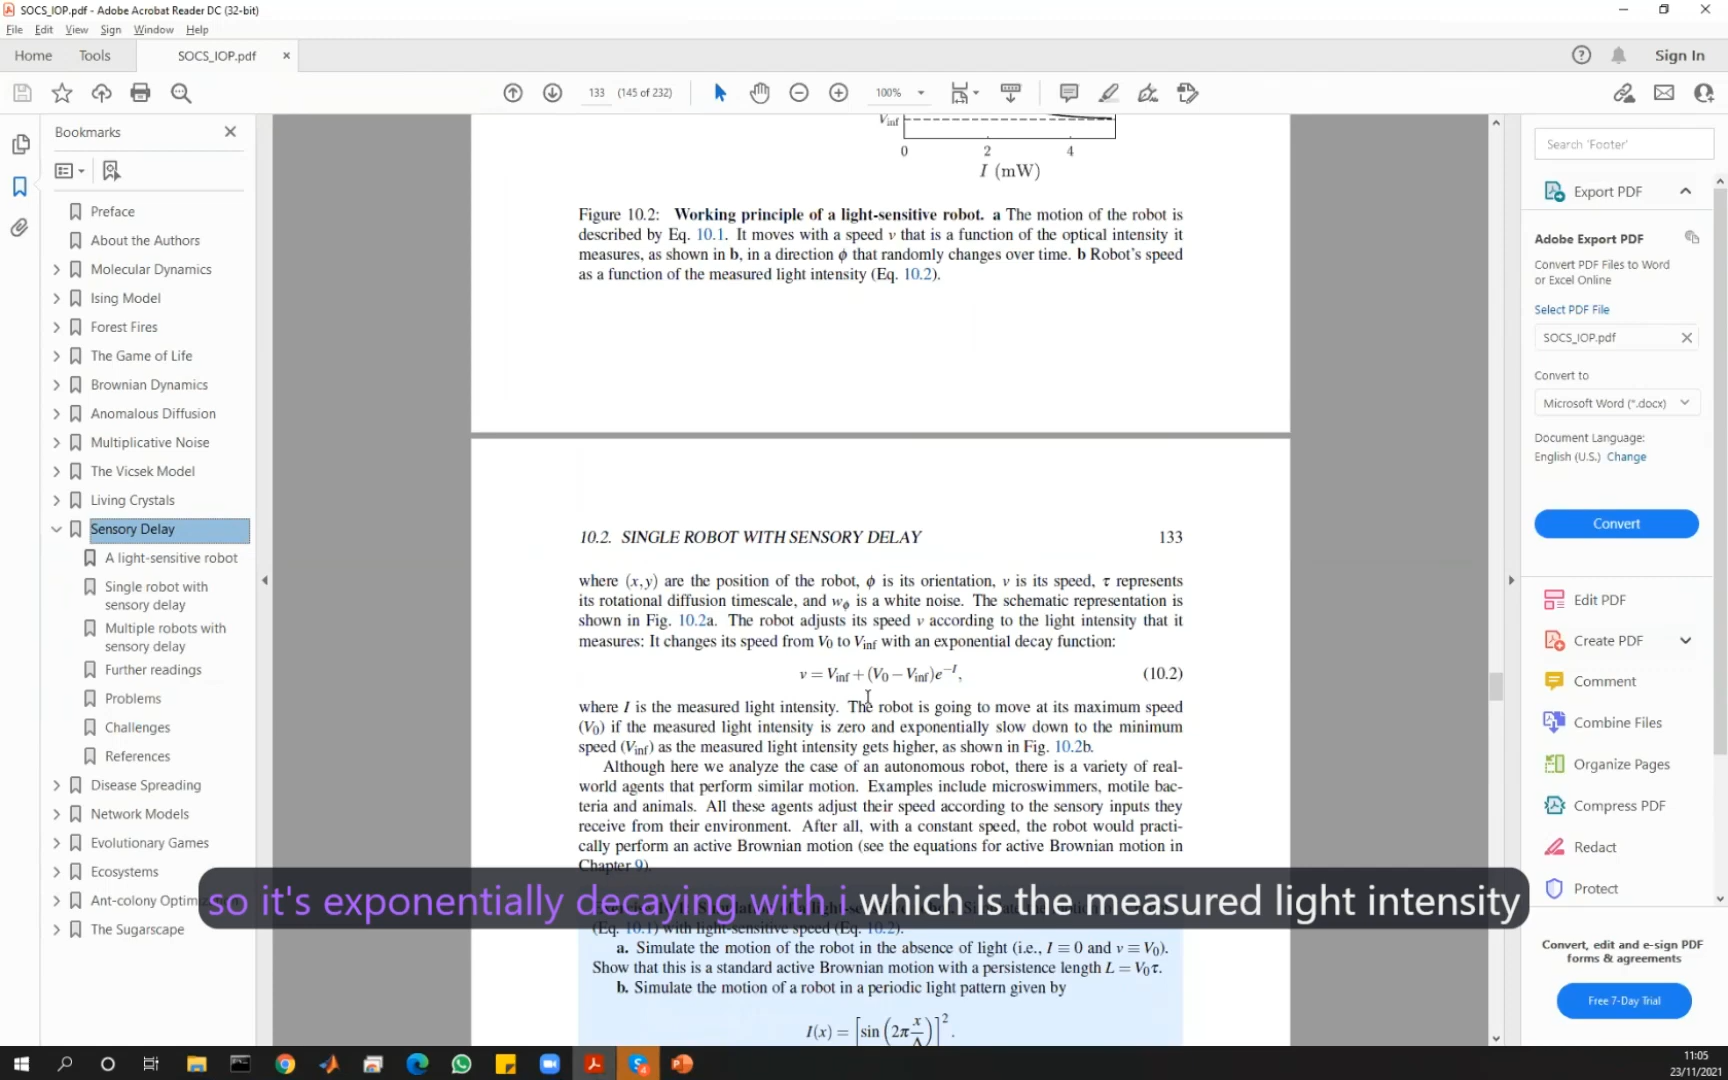 SOCS_IOP.pdf - Adobe Acrobat Reader DC (32-bit)
File Edit View Sign Window Help
Home Tools SOCS_IOP.pdf × Sign In
133 (145 of 232) 100%
Bookmarks
Preface
About the Authors
Molecular Dynamics
Ising Model
Forest Fires
The Game of Life
Brownian Dynamics
Anomalous Diffusion
Multiplicative Noise
The Vicsek Model
Living Crystals
Sensory Delay
A light-sensitive robot
Single robot with
sensory delay
Multiple robots with
sensory delay
Further readings
Problems
Challenges
References
Disease Spreading
Network Models
Evolutionary Games
Ecosystems
Ant-colony Optimiz
The Sugarscape
Vinf
0 2 4
I (mW)
Figure 10.2: Working principle of a light-sensitive robot. a The motion of the robot is
described by Eq. 10.1. It moves with a speed v that is a function of the optical intensity it
measures, as shown in b, in a direction ϕ that randomly changes over time. b Robot's speed
as a function of the measured light intensity (Eq. 10.2).
10.2. SINGLE ROBOT WITH SENSORY DELAY 133
where (x,y) are the position of the robot, ϕ is its orientation, v is its speed, τ represents
its rotational diffusion timescale, and wϕ is a white noise. The schematic representation is
shown in Fig. 10.2a. The robot adjusts its speed v according to the light intensity that it
measures: It changes its speed from V0 to Vinf with an exponential decay function:
v = Vinf + (V0 − Vinf)e^−I, (10.2)
where I is the measured light intensity. The robot is going to move at its maximum speed
(V0) if the measured light intensity is zero and exponentially slow down to the minimum
speed (Vinf) as the measured light intensity gets higher, as shown in Fig. 10.2b.
Although here we analyze the case of an autonomous robot, there is a variety of real-
world agents that perform similar motion. Examples include microswimmers, motile bac-
teria and animals. All these agents adjust their speed according to the sensory inputs they
receive from their environment. After all, with a constant speed, the robot would practi-
cally perform an active Brownian motion (see the equations for active Brownian motion in
Chapter 9).
so it's exponentially decaying with i which is the measured light intensity
(Eq. 10.1) with light-sensitive speed (Eq. 10.2).
a. Simulate the motion of the robot in the absence of light (i.e., I ≡ 0 and v ≡ V0).
Show that this is a standard active Brownian motion with a persistence length L = V0τ.
b. Simulate the motion of a robot in a periodic light pattern given by
I(x) = [sin (2π x/Λ)]^2.
Search 'Footer'
Export PDF
Adobe Export PDF
Convert PDF Files to Word
or Excel Online
Select PDF File
SOCS_IOP.pdf
Convert to
Microsoft Word (*.docx)
Document Language:
English (U.S.) Change
Convert
Edit PDF
Create PDF
Comment
Combine Files
Organize Pages
Compress PDF
Redact
Protect
Convert, edit and e-sign PDF
forms & agreements
Free 7-Day Trial
11:05
23/11/2021